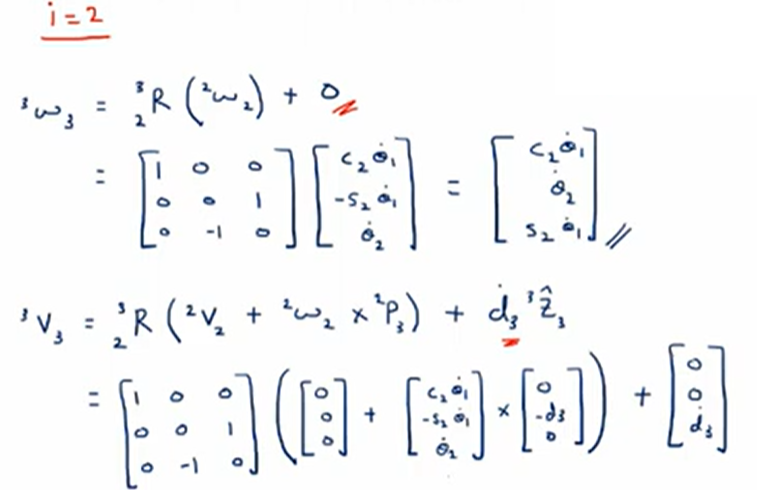 i = 2
³ω₃ = ³₂R (²ω₂) + 0
= [1 0 0; 0 0 1; 0 -1 0] [c₂θ̇₁; -s₂θ̇₁; θ̇₂] = [c₂θ̇₁; θ̇₂; s₂θ̇₁] //
³V₃ = ³₂R (²V₂ + ²ω₂ × ²P₃) + ḋ₃ ³Ẑ₃
= [1 0 0; 0 0 1; 0 -1 0] ([0; 0; 0] + [c₂θ̇₁; -s₂θ̇₁; θ̇₂] × [0; -d₃; 0]) + [0; 0; ḋ₃]